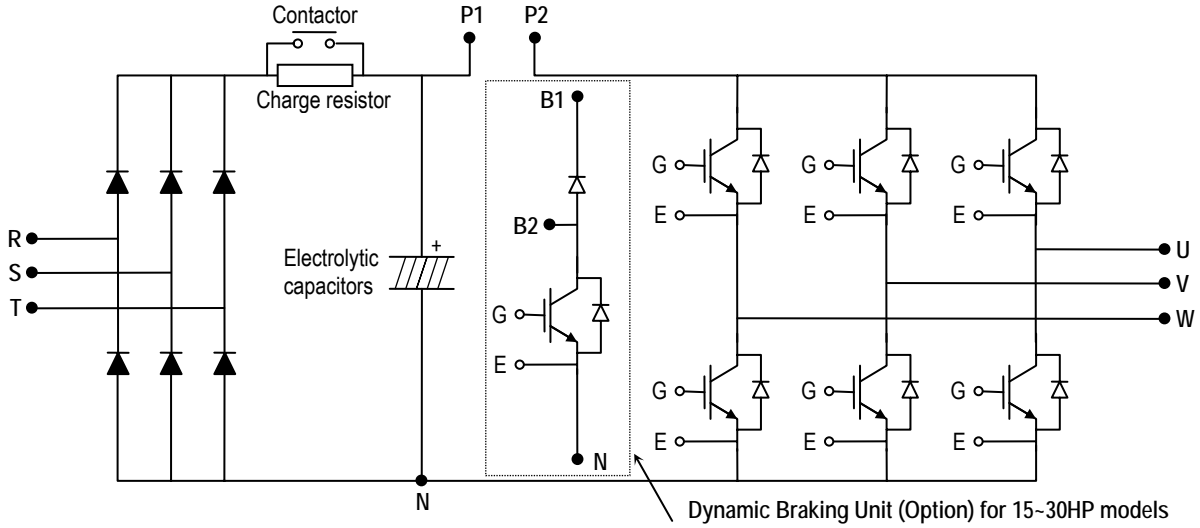 Contactor
P1
P2
Charge resistor
B1
G
G
G
E
E
E
B2
R
S
T
Electrolytic
capacitors
+
U
V
W
G
E
G
G
G
E
E
E
N
N
Dynamic Braking Unit (Option) for 15~30HP models